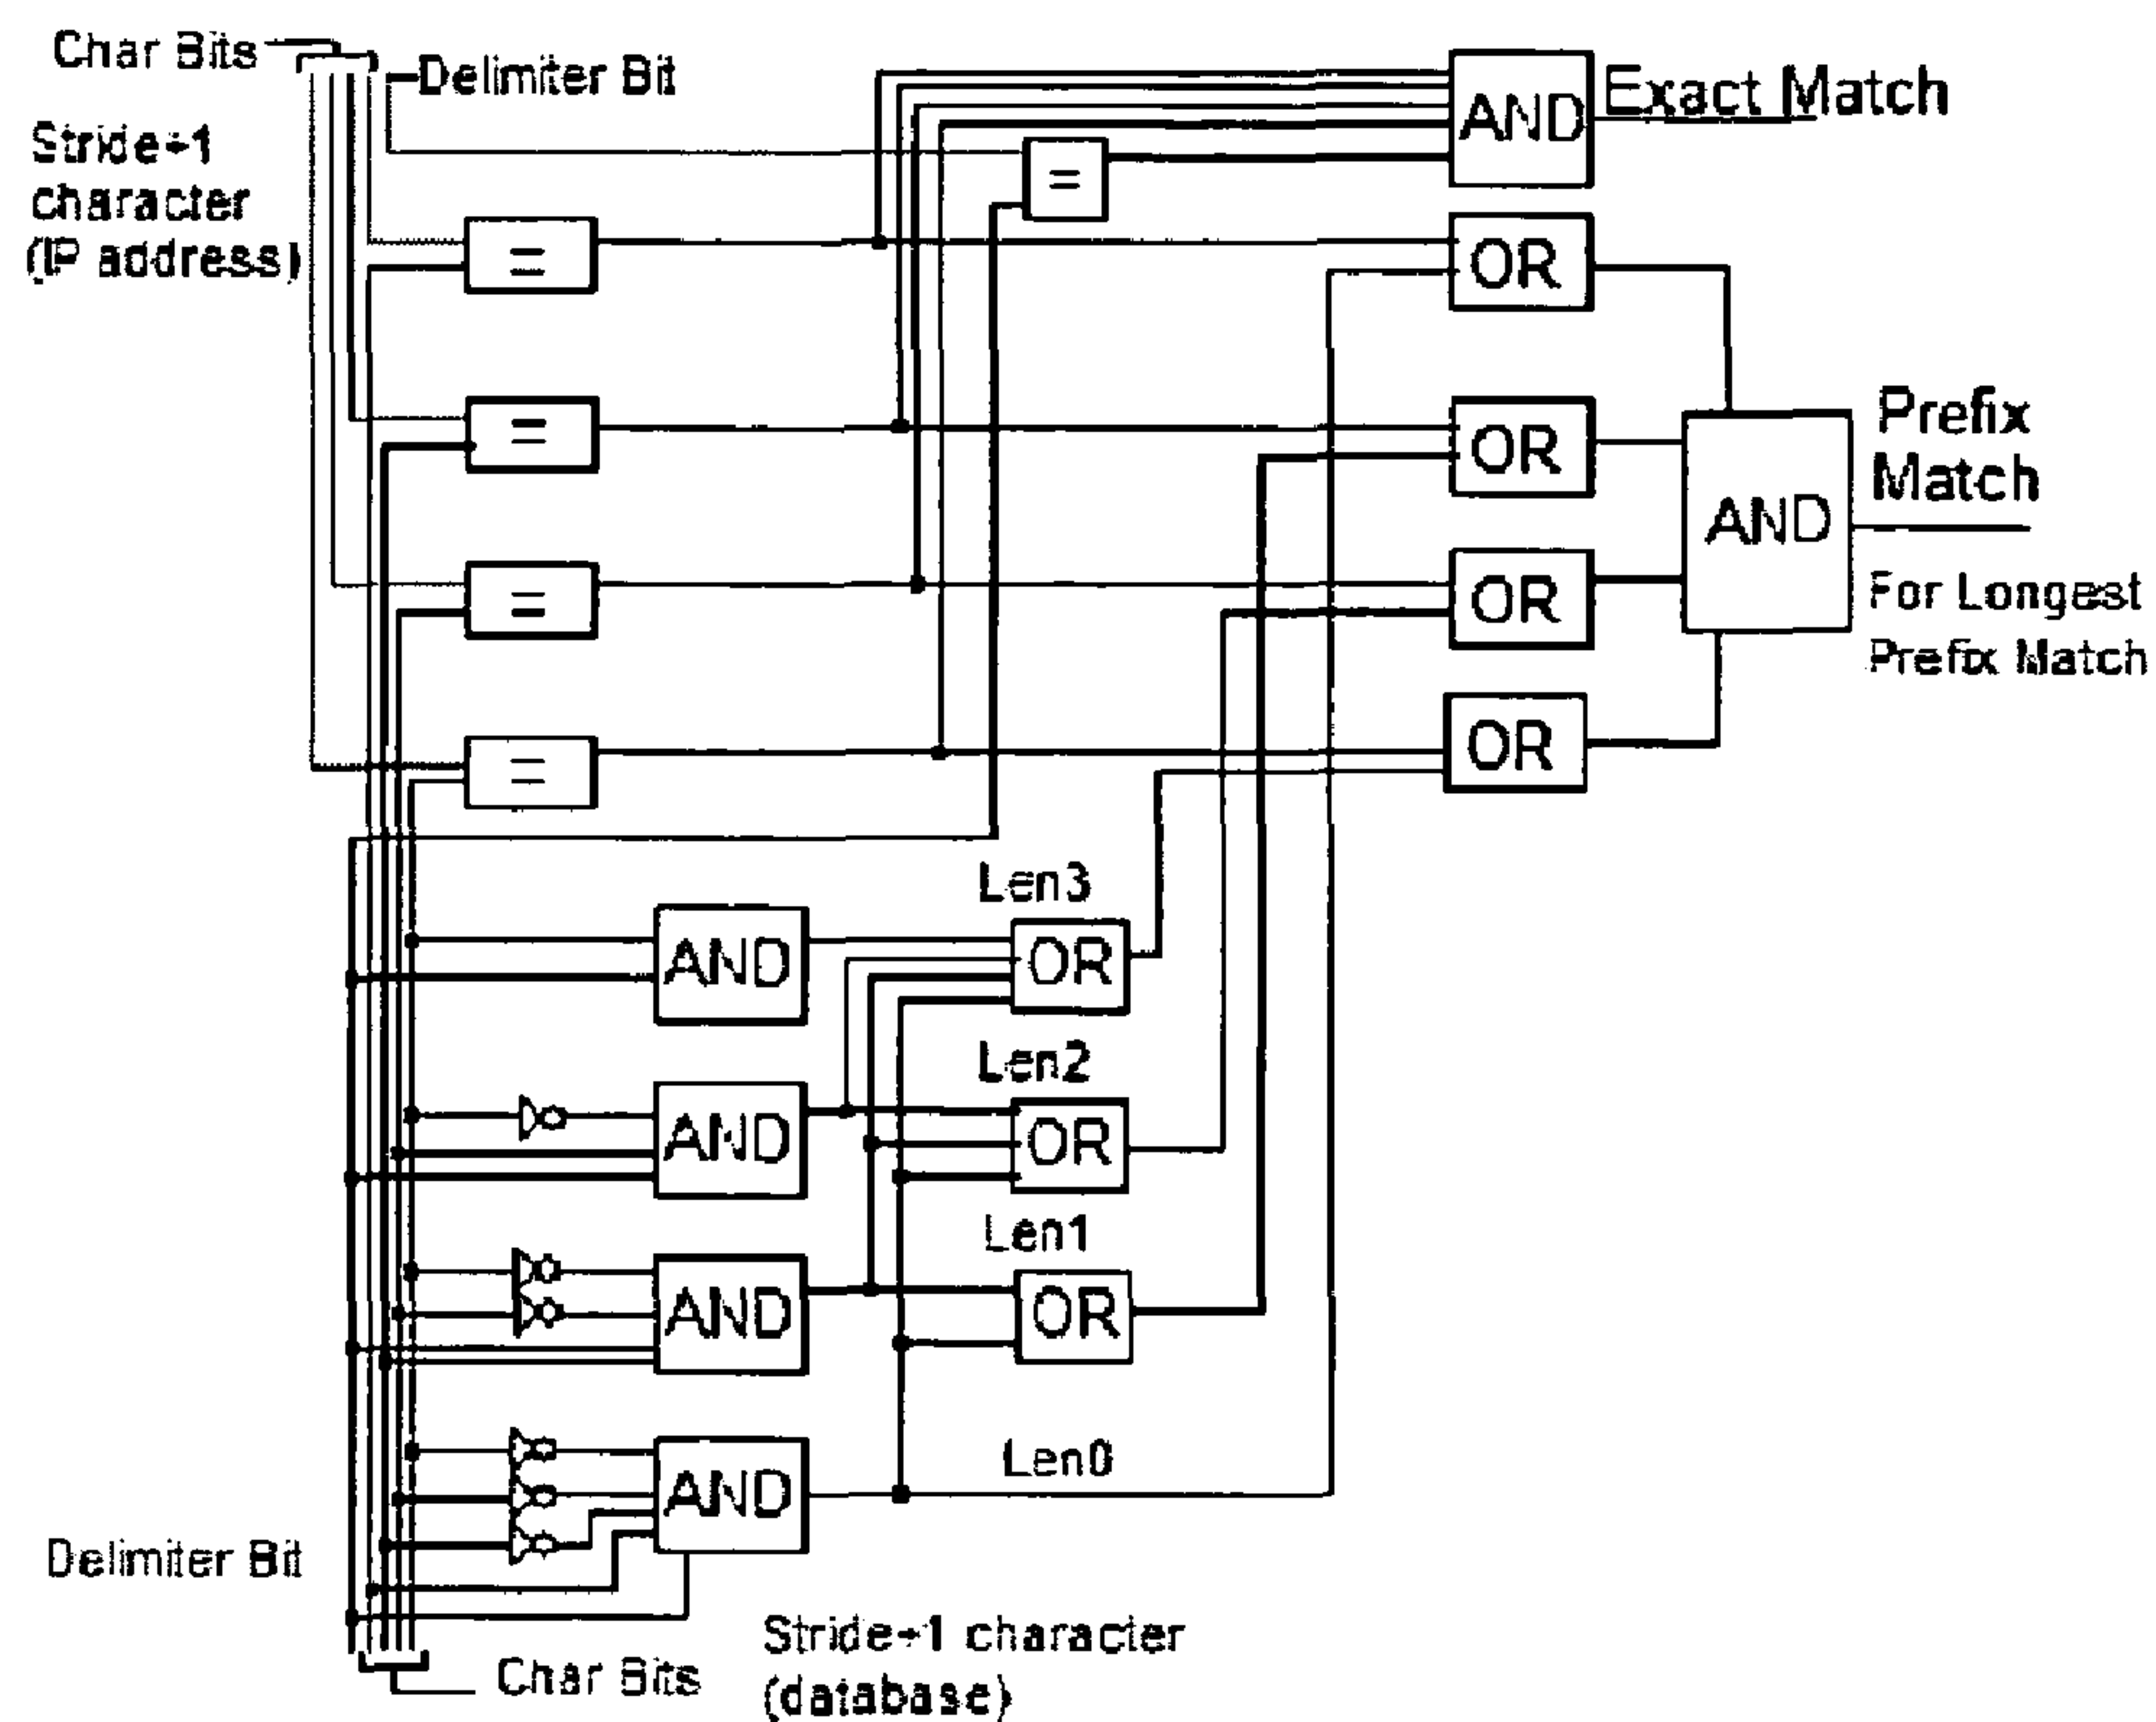 Char Bits
Delimiter Bit
Stride+1
character
(IP address)
=
=
=
=
=
AND
Exact Match
OR
OR
OR
OR
AND
Prefix
Match
For Longest
Prefix Match
Len3
AND
OR
Len2
AND
OR
Len1
AND
OR
Len0
AND
Delimiter Bit
Char Bits
Stride+1 character
(database)